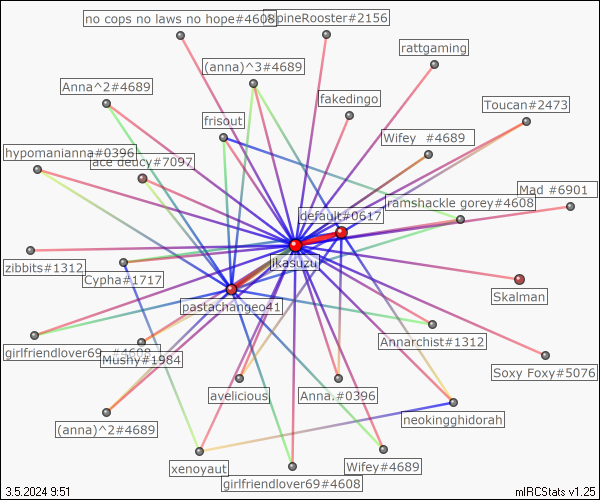 no cops no laws no hope#4608
pineRooster#2156
rattgaming
(anna)^3#4689
Anna^2#4689
fakedingo
Toucan#2473
frisout
Wifey #4689
hypomanianna#0396
ace deucy#7097
Mad #6901
ramshackle gorey#4608
default#0617
jkasuzu
zibbits#1312
Cypha#1717
Skalman
pastachangeo41
Annarchist#1312
girlfriendlover69 #4608
Mushy#1984
Soxy Foxy#5076
avelicious
Anna.#0396
neokingghidorah
(anna)^2#4689
xenoyaut
Wifey#4689
girlfriendlover69#4608
3.5.2024 9:51
mIRCStats v1.25